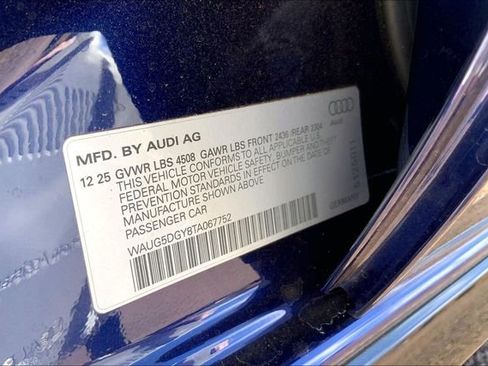 MFD. BY AUDI AG
Audi
12 25 GVWR LBS 4508 GAWR LBS FRONT 2436 /REAR 2304
THIS VEHICLE CONFORMS TO ALL APPLICABLE U.S.
FEDERAL MOTOR VEHICLE SAFETY, BUMPER AND THEFT
PREVENTION STANDARDS IN EFFECT ON THE DATE OF
MANUFACTURE SHOWN ABOVE
PASSENGER CAR
WAUG5DGY8TA067752
GERMANY